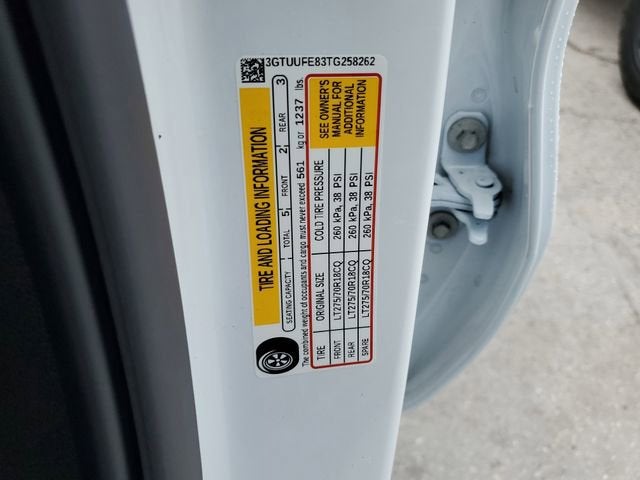 3GTUUFE83TG258262
TIRE AND LOADING INFORMATION
SEATING CAPACITY TOTAL 5 FRONT 2 REAR 3
The combined weight of occupants and cargo must never exceed 561 kg or 1237 lbs.
TIRE ORIGINAL SIZE COLD TIRE PRESSURE
FRONT LT275/70R18CQ 260 kPa, 38 PSI
REAR LT275/70R18CQ 260 kPa, 38 PSI
SPARE LT275/70R18CQ 260 kPa, 38 PSI
SEE OWNER'S
MANUAL FOR
ADDITIONAL
INFORMATION